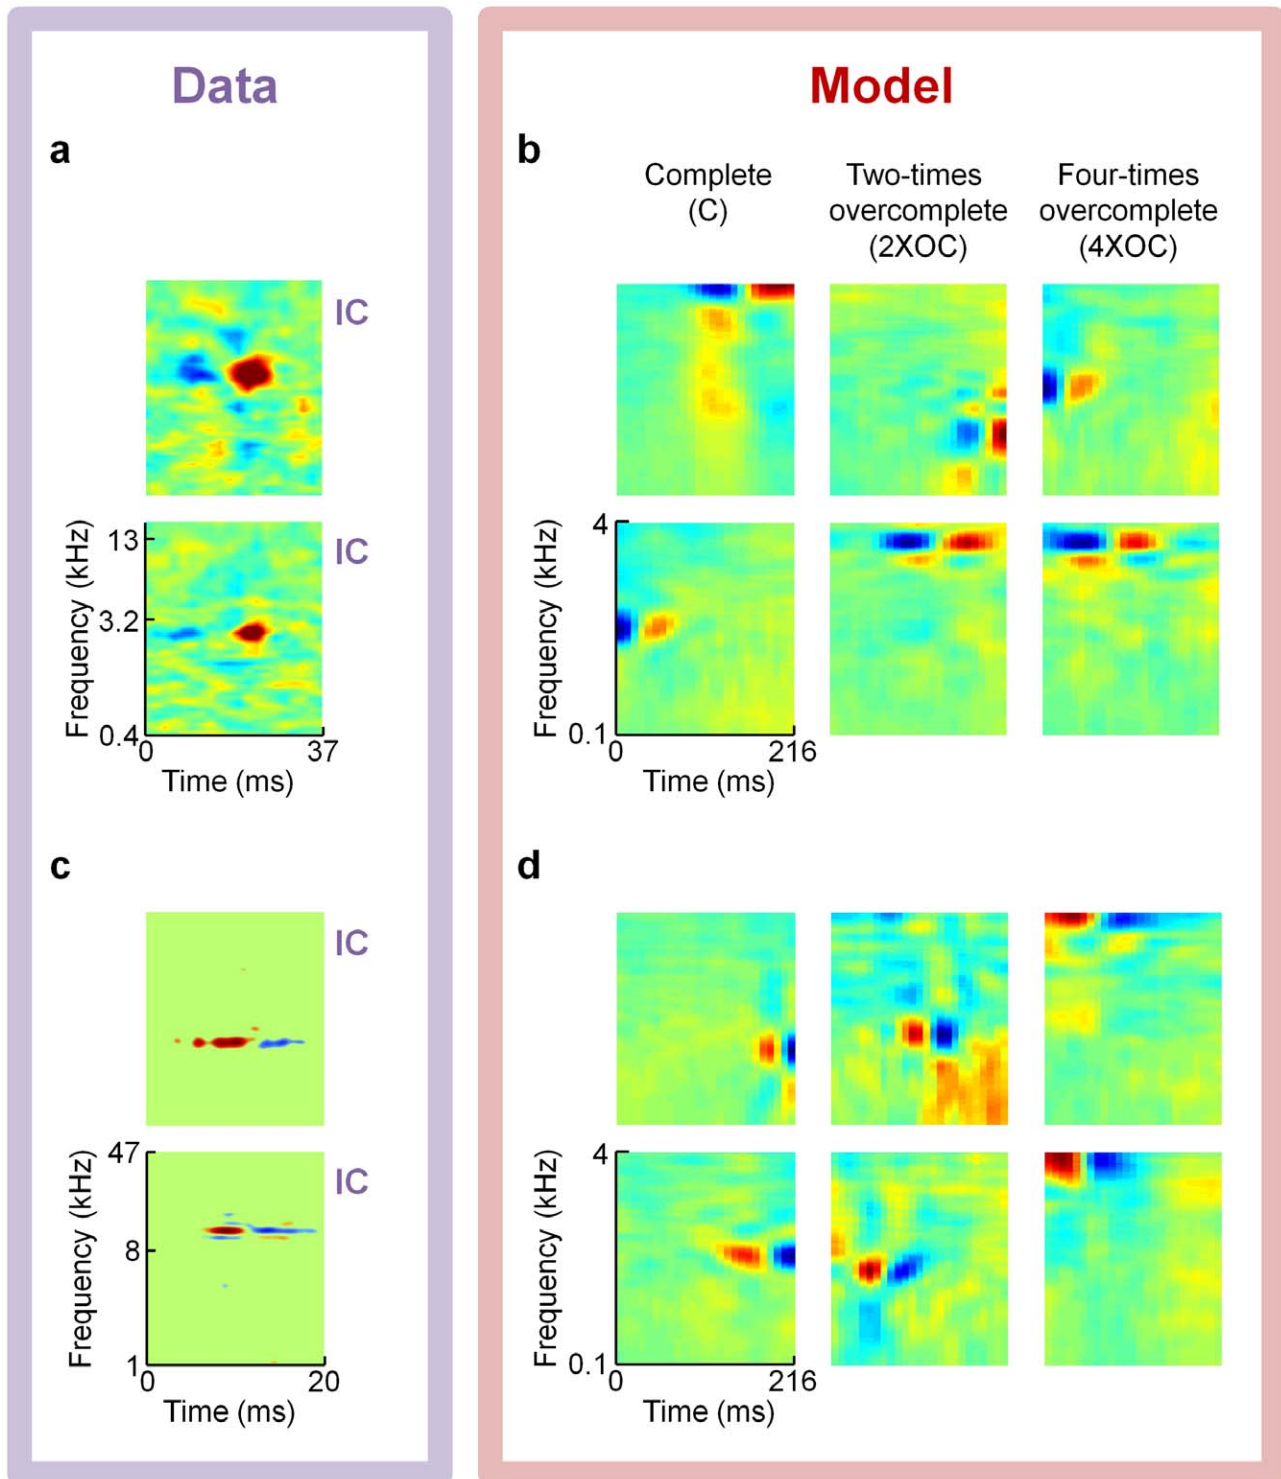 Data
Model
a
b
Complete
(C)
Two-times
overcomplete
(2XOC)
Four-times
overcomplete
(4XOC)
IC
IC
Frequency (kHz)
13
3.2
0.4
0
37
Time (ms)
Frequency (kHz)
4
0.1
0
216
Time (ms)
c
d
IC
IC
Frequency (kHz)
47
8
1
0
20
Time (ms)
Frequency (kHz)
4
0.1
0
216
Time (ms)